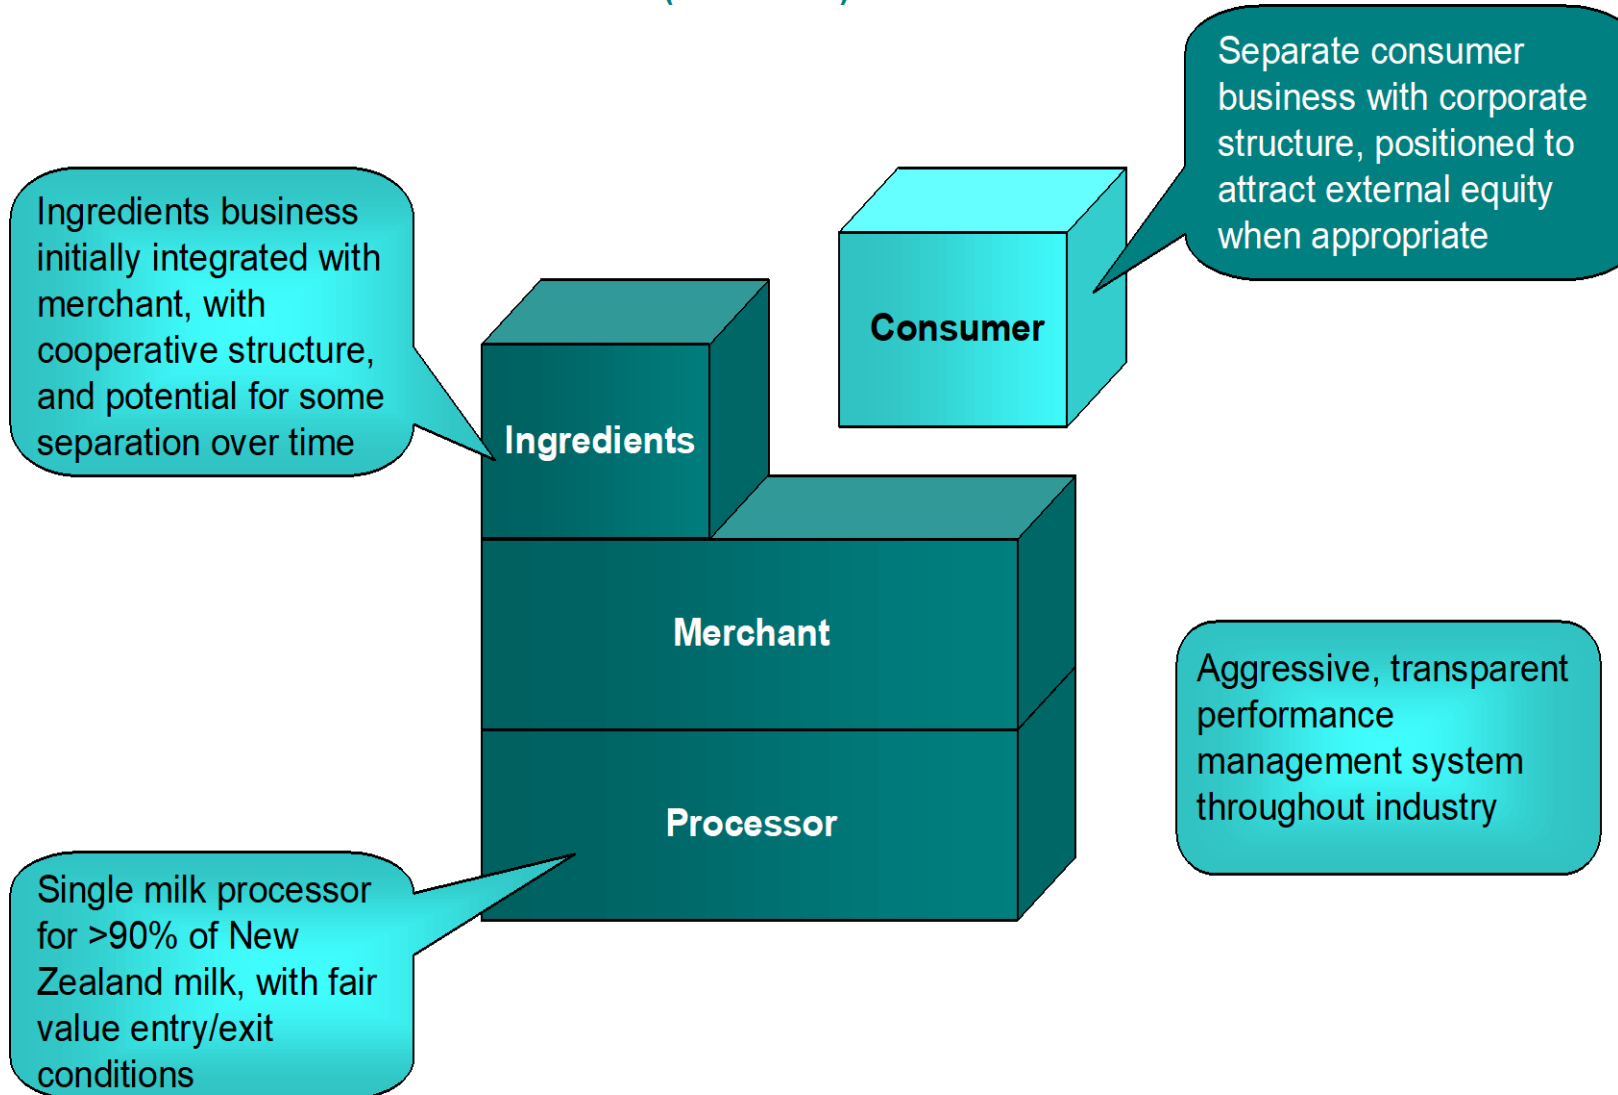 Separate consumer
business with corporate
structure, positioned to
attract external equity
when appropriate
Ingredients business
initially integrated with
merchant, with
cooperative structure,
and potential for some
separation over time
Consumer
Ingredients
Merchant
Aggressive, transparent
performance
management system
throughout industry
Processor
Single milk processor
for >90% of New
Zealand milk, with fair
value entry/exit
conditions